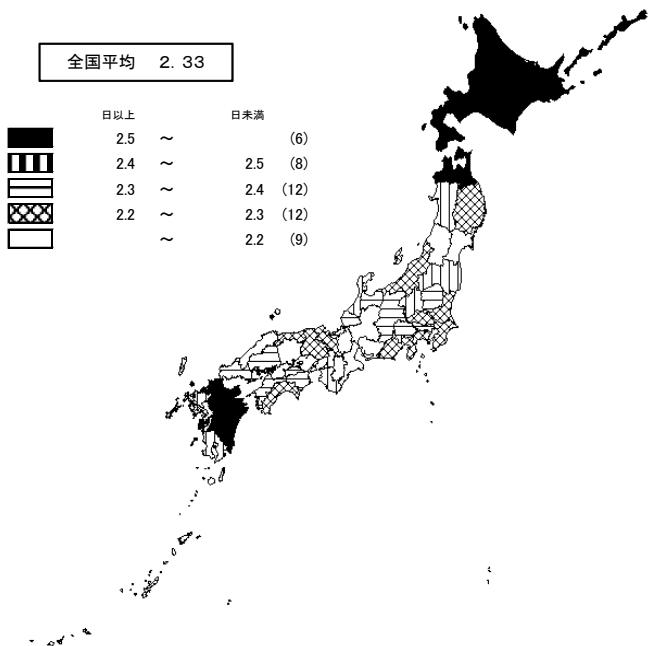 全国平均　２．３３
日以上　日未満
2.5　～　(6)
2.4　～　2.5　(8)
2.3　～　2.4　(12)
2.2　～　2.3　(12)
～　2.2　(9)